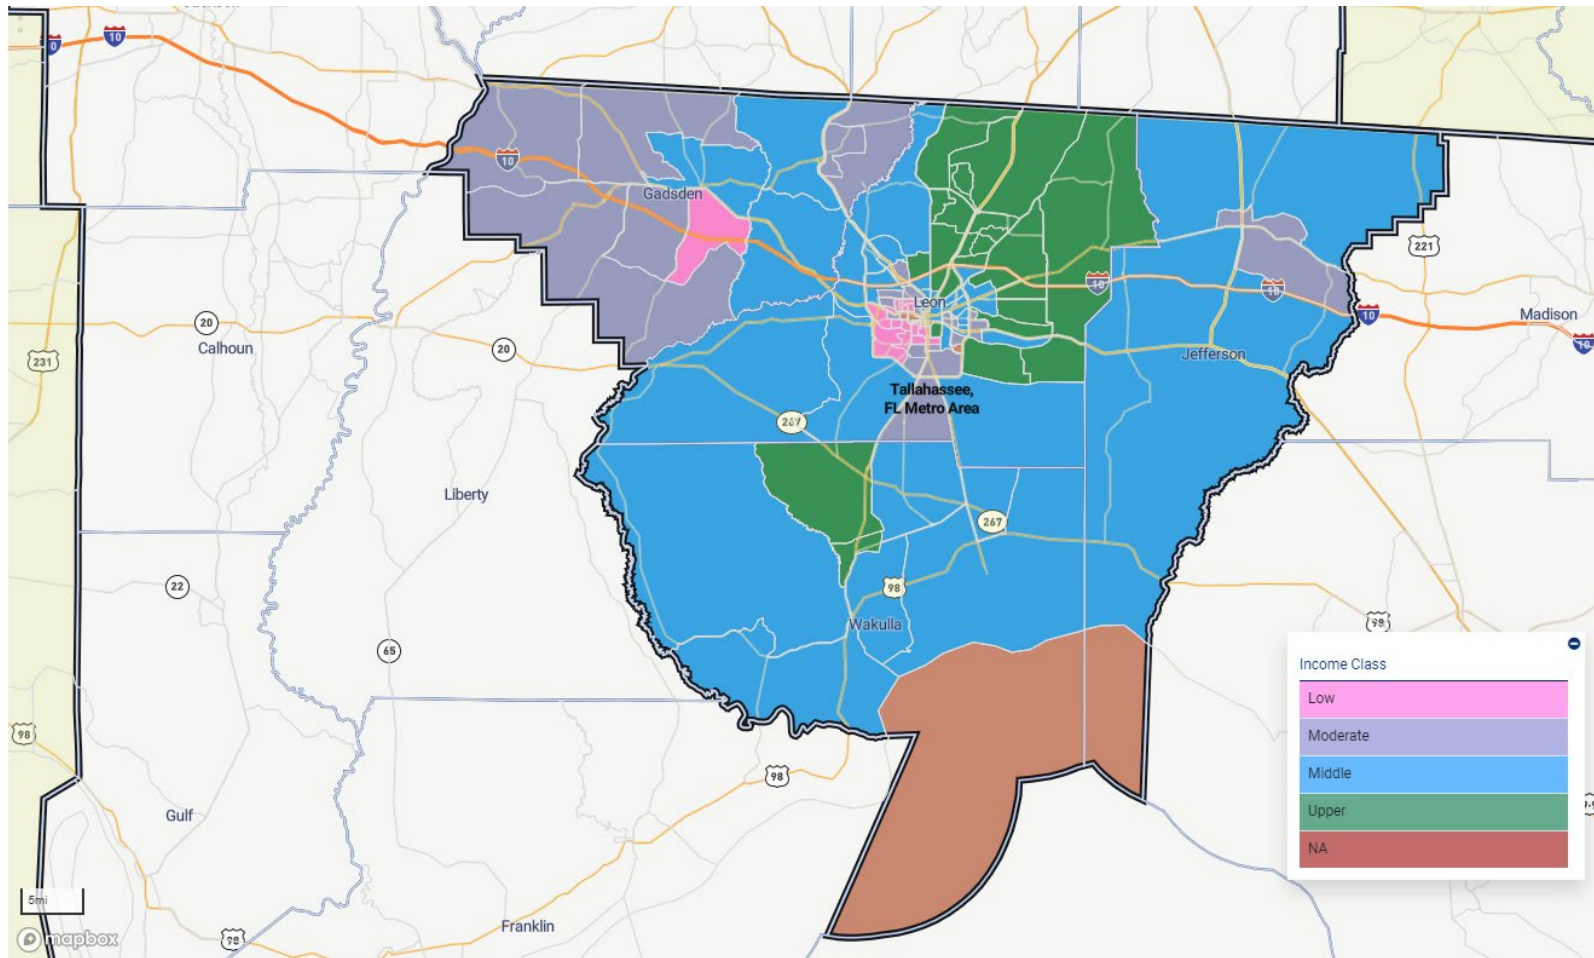 10
10
10
Gadsden
221
10
10
Leon
10
Madison
20
Calhoun
20
231
Jefferson
10
Tallahassee,
FL Metro Area
267
Liberty
267
22
98
Wakulla
98
65
Income Class
Low
Moderate
Middle
Upper
NA
98
98
Gulf
5mi
Franklin
98
mapbox